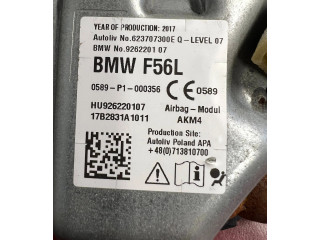 YEAR OF PRODUCTION: 2017
Autoliv No.623707300E Q-LEVEL 07
BMW No.9262201 07
BMW F56L
0589-P1-000356 CE 0589
HU926220107 Airbag-Modul
17B2831A1011 AKM4
Production Site:
Autoliv Poland APA
+48(0)713810700